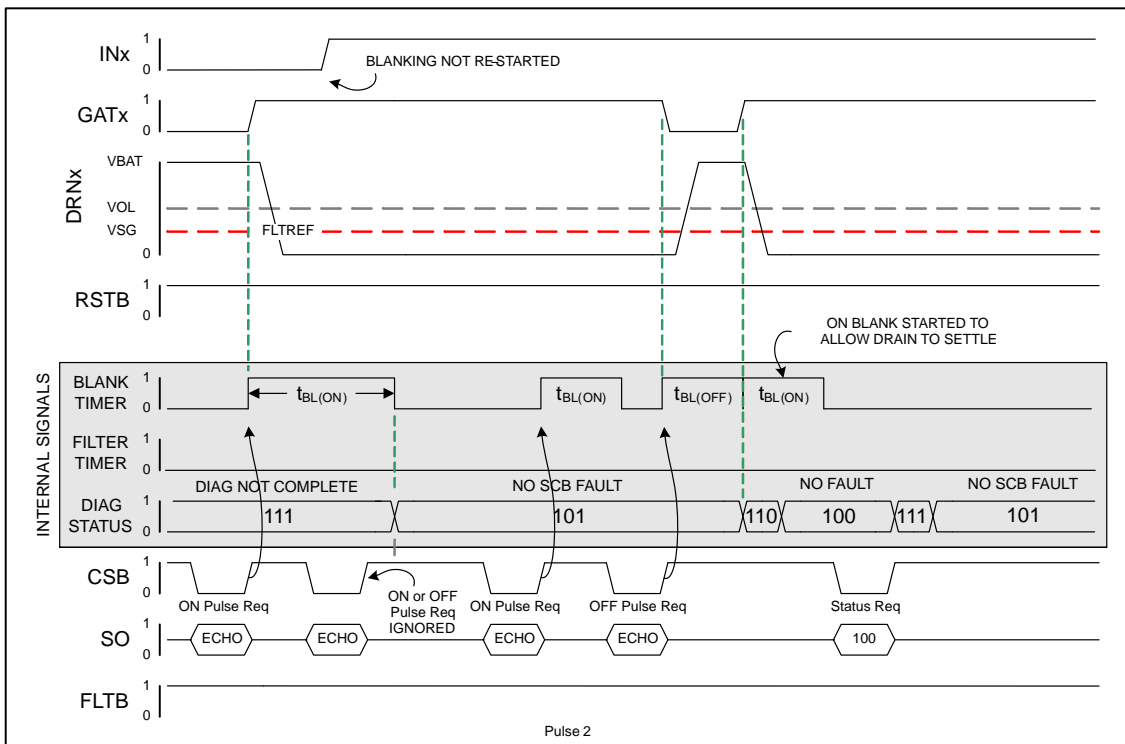 INx
1
0
BLANKING NOT RE-STARTED
GATx
1
0
DRNx
VBAT
VOL
VSG
0
FLTREF
RSTB
1
0
ON BLANK STARTED TO
ALLOW DRAIN TO SETTLE
INTERNAL SIGNALS
BLANK
TIMER
1
0
tBL(ON)
tBL(ON)
tBL(OFF)
tBL(ON)
FILTER
TIMER
1
0
DIAG NOT COMPLETE
NO SCB FAULT
NO FAULT
NO SCB FAULT
DIAG
STATUS
1
0
111
101
110
100
111
101
CSB
1
0
ON Pulse Req
ON or OFF
Pulse Req
IGNORED
ON Pulse Req
OFF Pulse Req
Status Req
SO
1
0
ECHO
ECHO
ECHO
ECHO
100
FLTB
1
0
Pulse 2